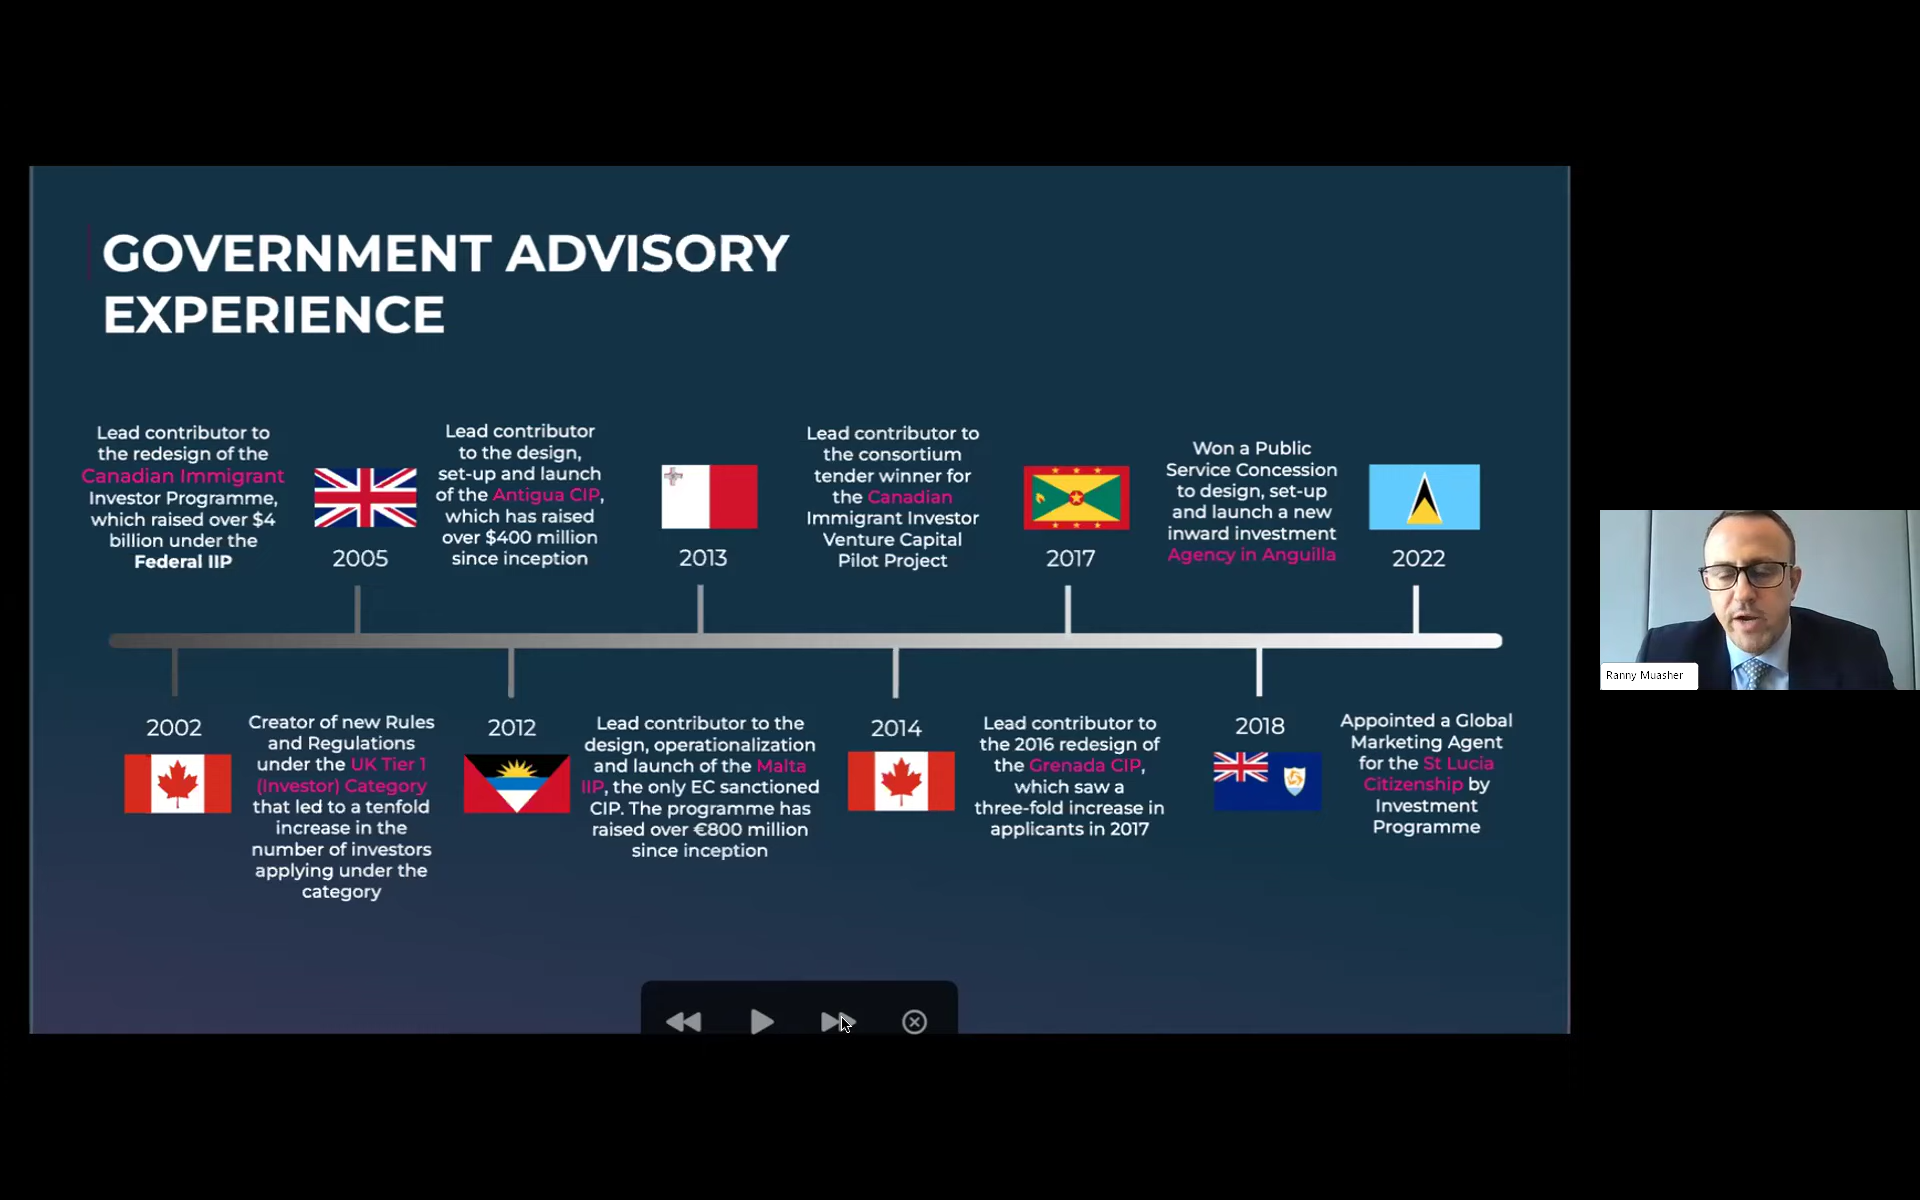 GOVERNMENT ADVISORY
EXPERIENCE
Lead contributor to
the redesign of the
Canadian Immigrant
Investor Programme,
which raised over $4
billion under the
Federal IIP
2005
Lead contributor
to the design,
set-up and launch
of the Antigua CIP,
which has raised
over $400 million
since inception
2013
Lead contributor to
the consortium
tender winner for
the Canadian
Immigrant Investor
Venture Capital
Pilot Project
2017
Won a Public
Service Concession
to design, set-up
and launch a new
inward investment
Agency in Anguilla
2022
2002
Creator of new Rules
and Regulations
under the UK Tier 1
(Investor) Category
that led to a tenfold
increase in the
number of investors
applying under the
category
2012
Lead contributor to the
design, operationalization
and launch of the Malta
IIP, the only EC sanctioned
CIP. The programme has
raised over €800 million
since inception
2014
Lead contributor to
the 2016 redesign of
the Grenada CIP,
which saw a
three-fold increase in
applicants in 2017
2018
Appointed a Global
Marketing Agent
for the St Lucia
Citizenship by
Investment
Programme
Ranny Muasher